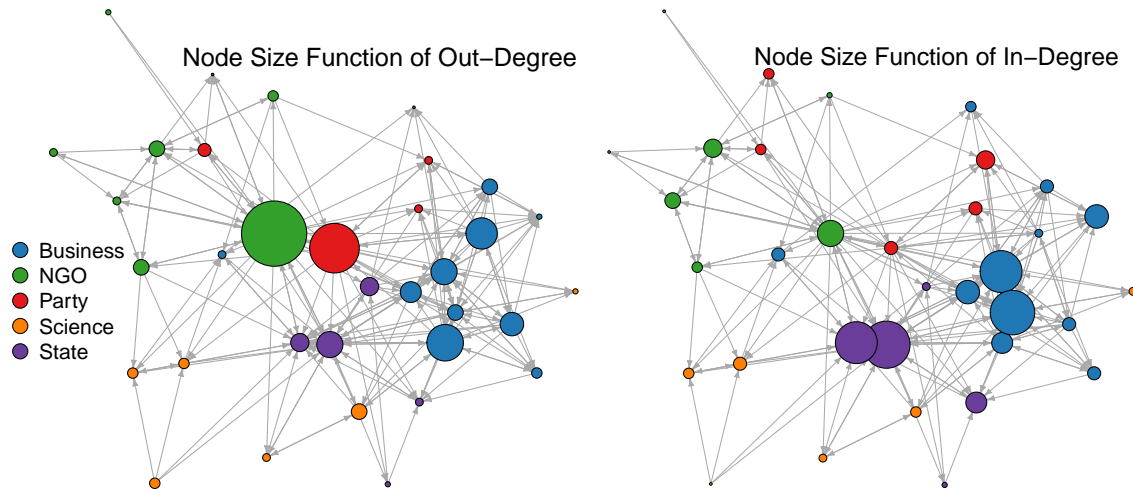 Node Size Function of Out−Degree
Node Size Function of In−Degree
Business
NGO
Party
Science
State